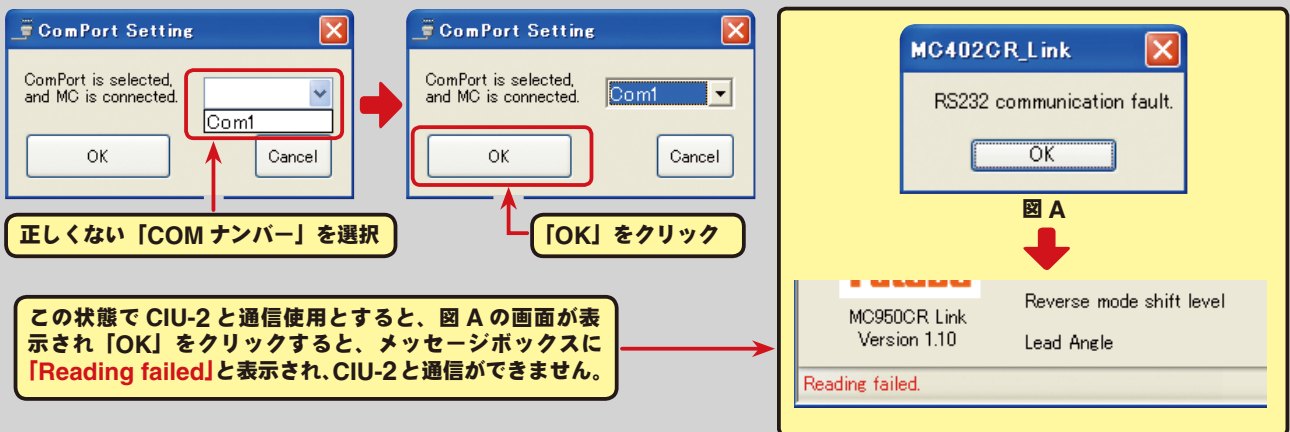 ComPort Setting
ComPort is selected,
and MC is connected.
Com1
OK
Cancel
正しくない「COM ナンバー」を選択
ComPort Setting
ComPort is selected,
and MC is connected.
Com1
OK
Cancel
「OK」をクリック
この状態で CIU-2 と通信使用とすると、図 A の画面が表
示され「OK」をクリックすると、メッセージボックスに
「Reading failed」と表示され、CIU-2 と通信ができません。
MC402CR_Link
RS232 communication fault.
OK
図 A
Reverse mode shift level
MC950CR Link
Version 1.10
Lead Angle
Reading failed.